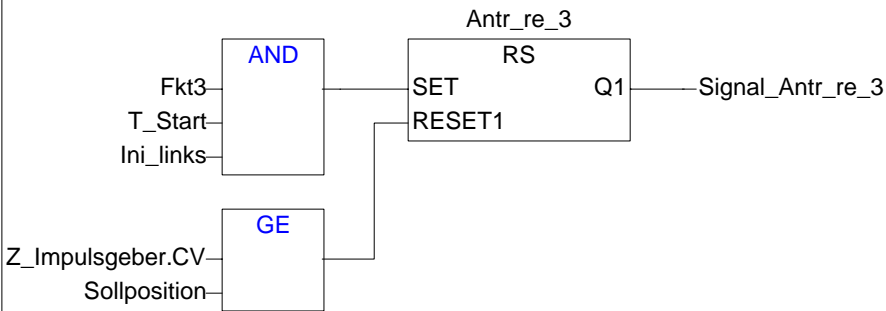 Antr_re_3
AND
RS
Fkt3
SET
Q1
Signal_Antr_re_3
T_Start
RESET1
Ini_links
GE
Z_Impulsgeber.CV
Sollposition